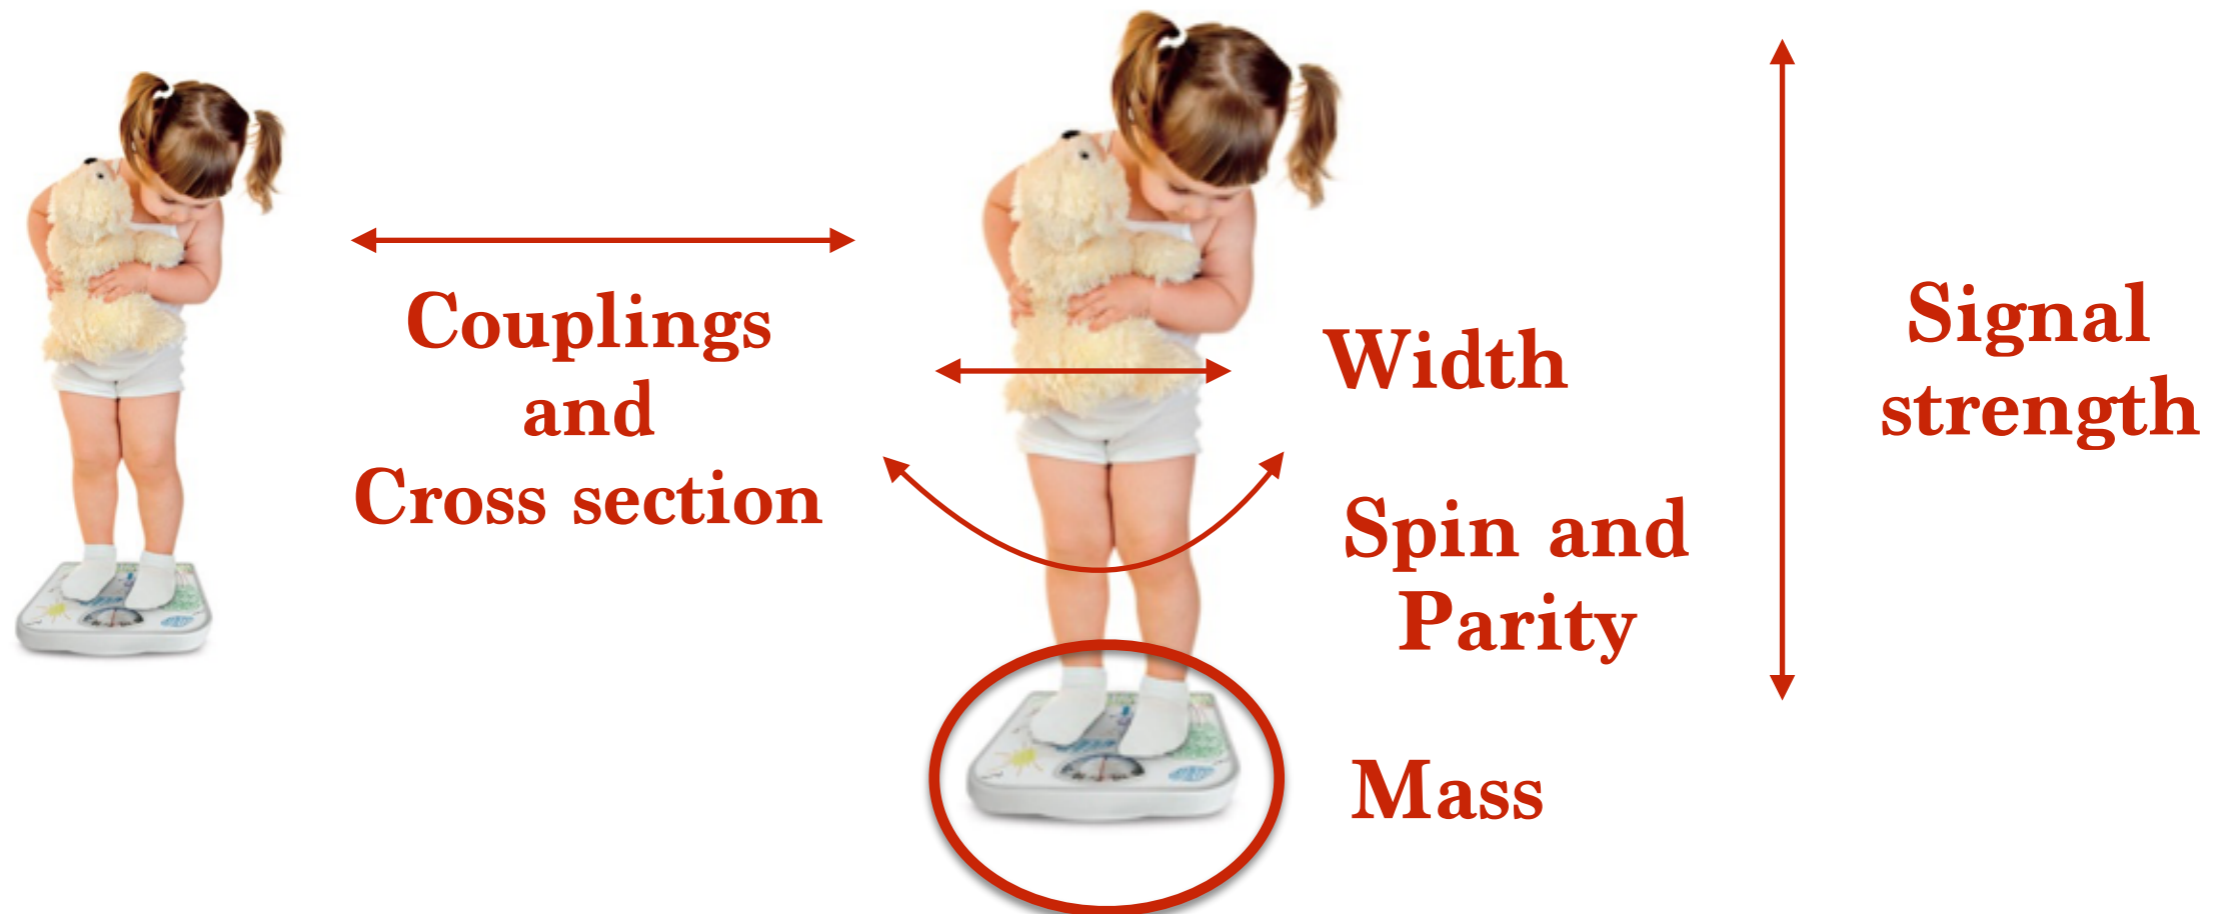 Couplings
and
Cross section
Width
Spin and
Parity
Mass
Signal
strength